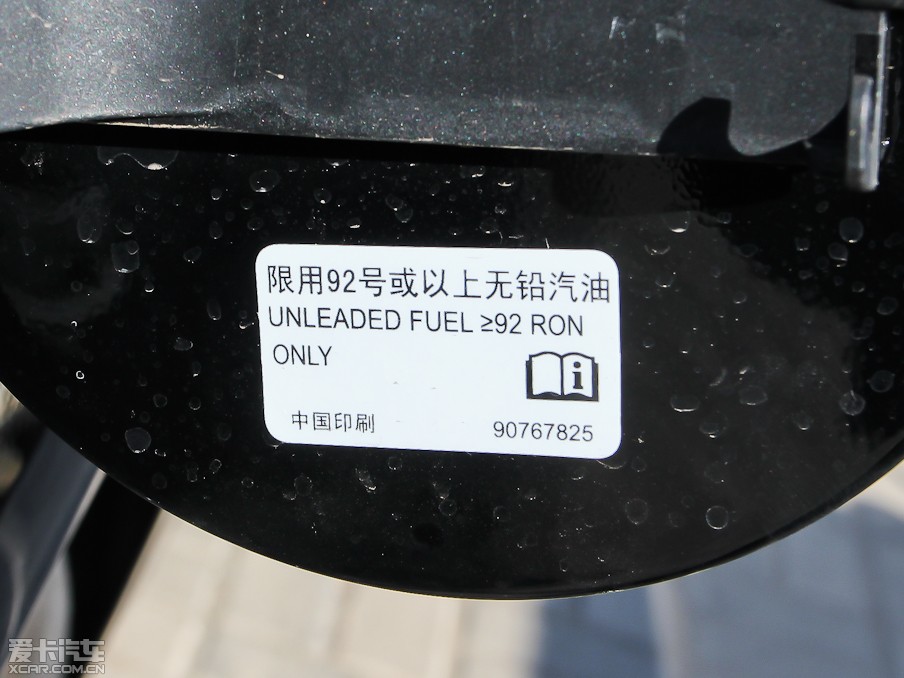 限用92号或以上无铅汽油
UNLEADED FUEL ≥92 RON
ONLY
中国印刷 90767825
爱卡汽车
XCAR.COM.CN